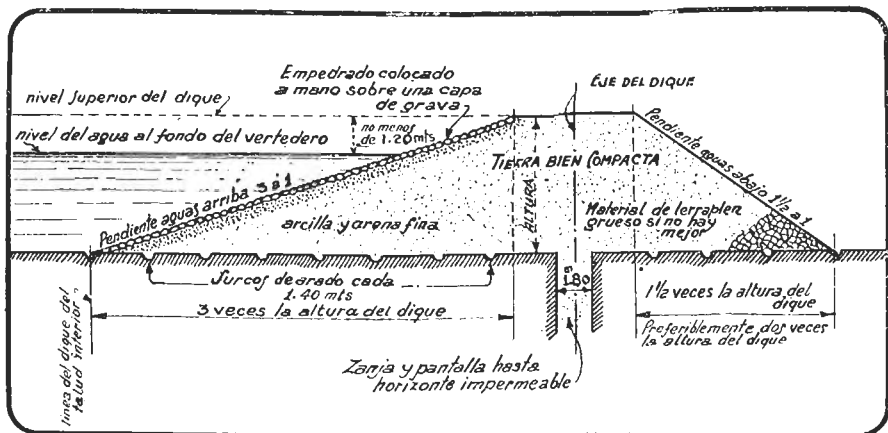 Empedrado colocado
a mano sobre una capa
de grava
EJE DEL DIQUE
nivel superior del dique
nivel del agua al fondo del vertedero
no menos
de 1.20 mts
Pendiente aguas arriba 3 a 1
TIERRA BIEN COMPACTA
ALTURA
Pendiente aguas abajo 1½ a 1
arcilla y arena fina
Material de terraplen
grueso si no hay
mejor
Surcos de arado cada
1.40 mts
3 veces la altura del dique
1.80
1½ veces la altura del
dique
Preferiblemente dos veces
la altura del dique
linea del dique del
talud interior
Zanja y pantalla hasta
horizonte impermeable